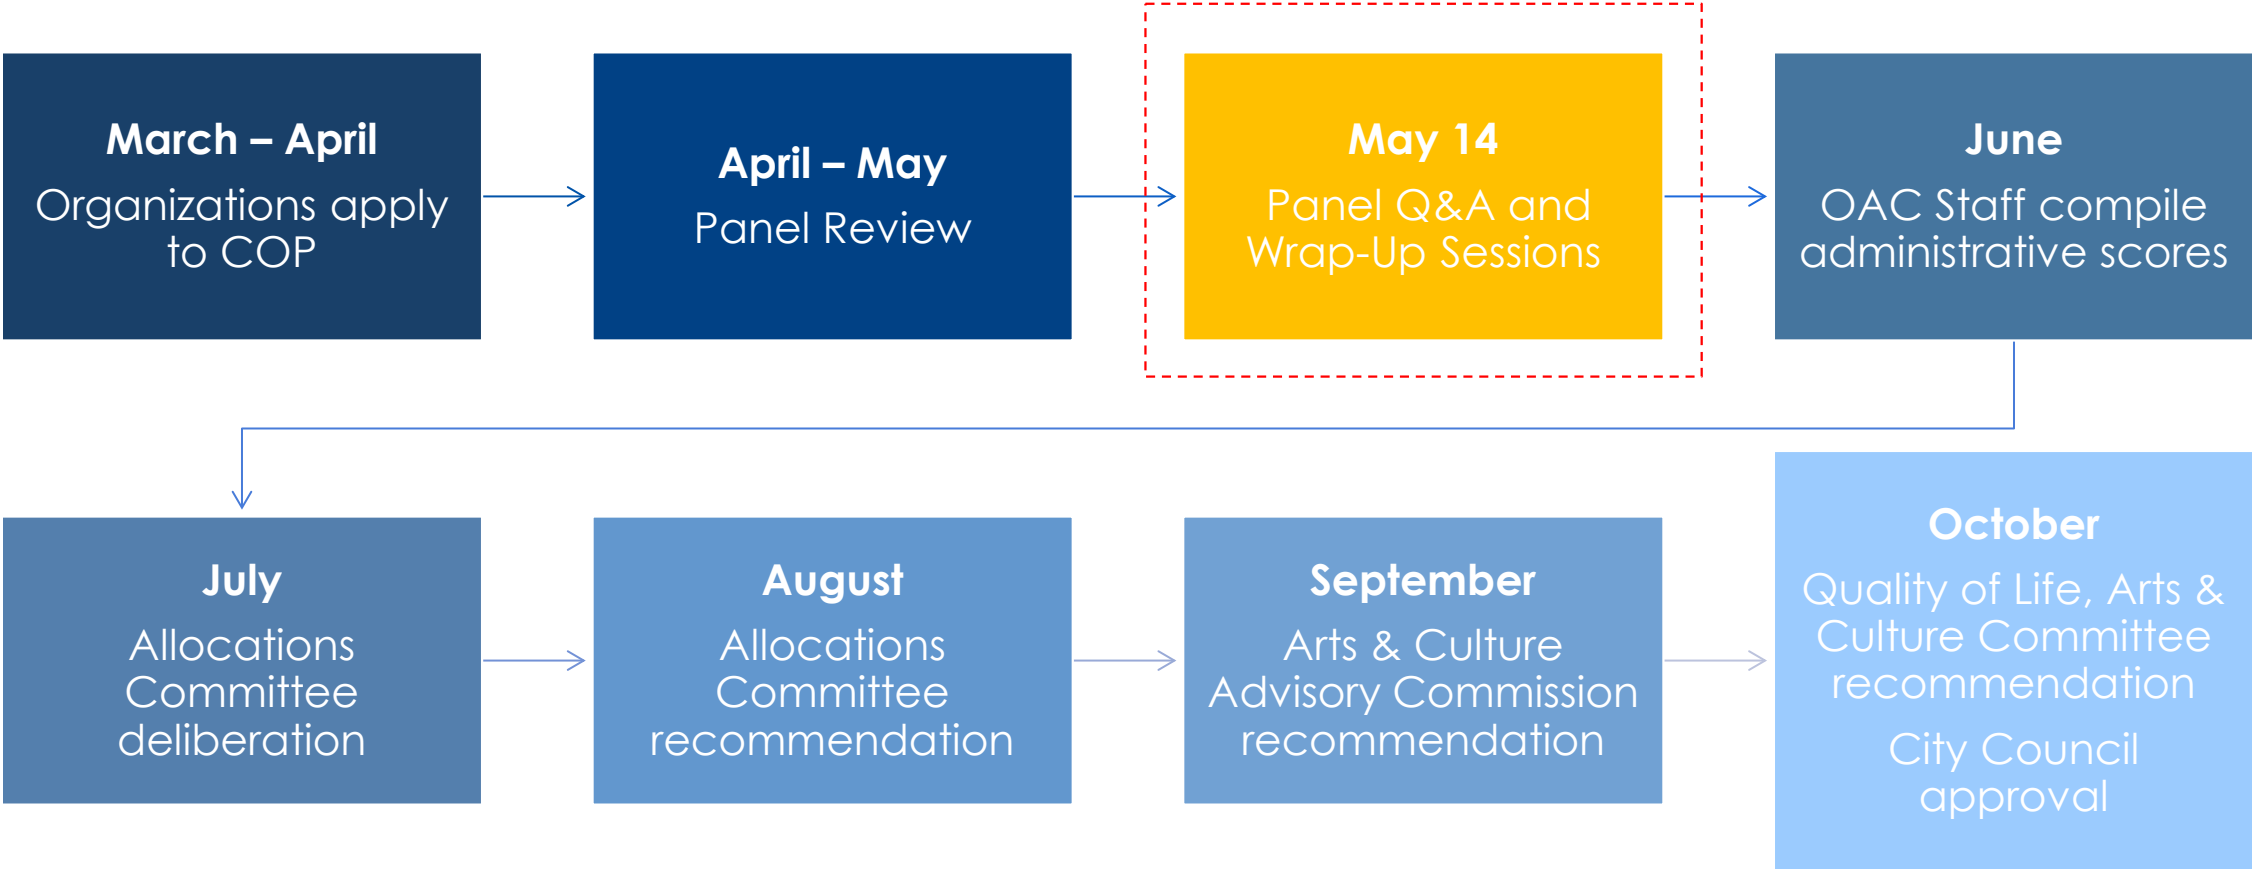 March – April
Organizations apply
to COP
April – May
Panel Review
May 14
Panel Q&A and
Wrap-Up Sessions
June
OAC Staff compile
administrative scores
July
Allocations
Committee
deliberation
August
Allocations
Committee
recommendation
September
Arts & Culture
Advisory Commission
recommendation
October
Quality of Life, Arts &
Culture Committee
recommendation
City Council
approval